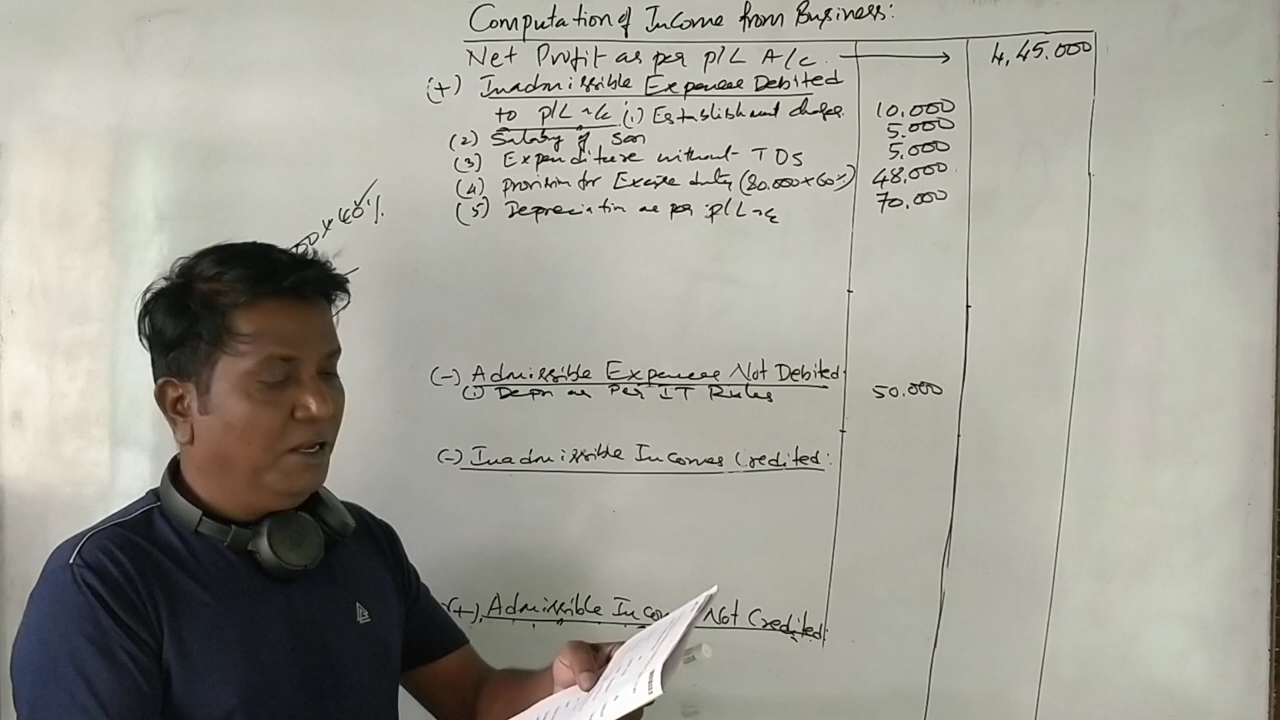 Computation of Income from Business:
Net Profit as per P/L A/c. → 4,45,000
(+) Inadmissible Expenses Debited
to P/L A/c (1) Establishment charges 10,000
(2) Salary of Son 5,000
(3) Expenditure without TDS 5,000
(4) Provision for Excise duty (80,000 × 60%) 48,000
(5) Depreciation as per P/L A/c 70,000
× 60%
(-) Admissible Expenses Not Debited
(1) Depn as Per IT Rules 50,000
(-) Inadmissible Incomes Credited:
(+) Admissible Not Credited: